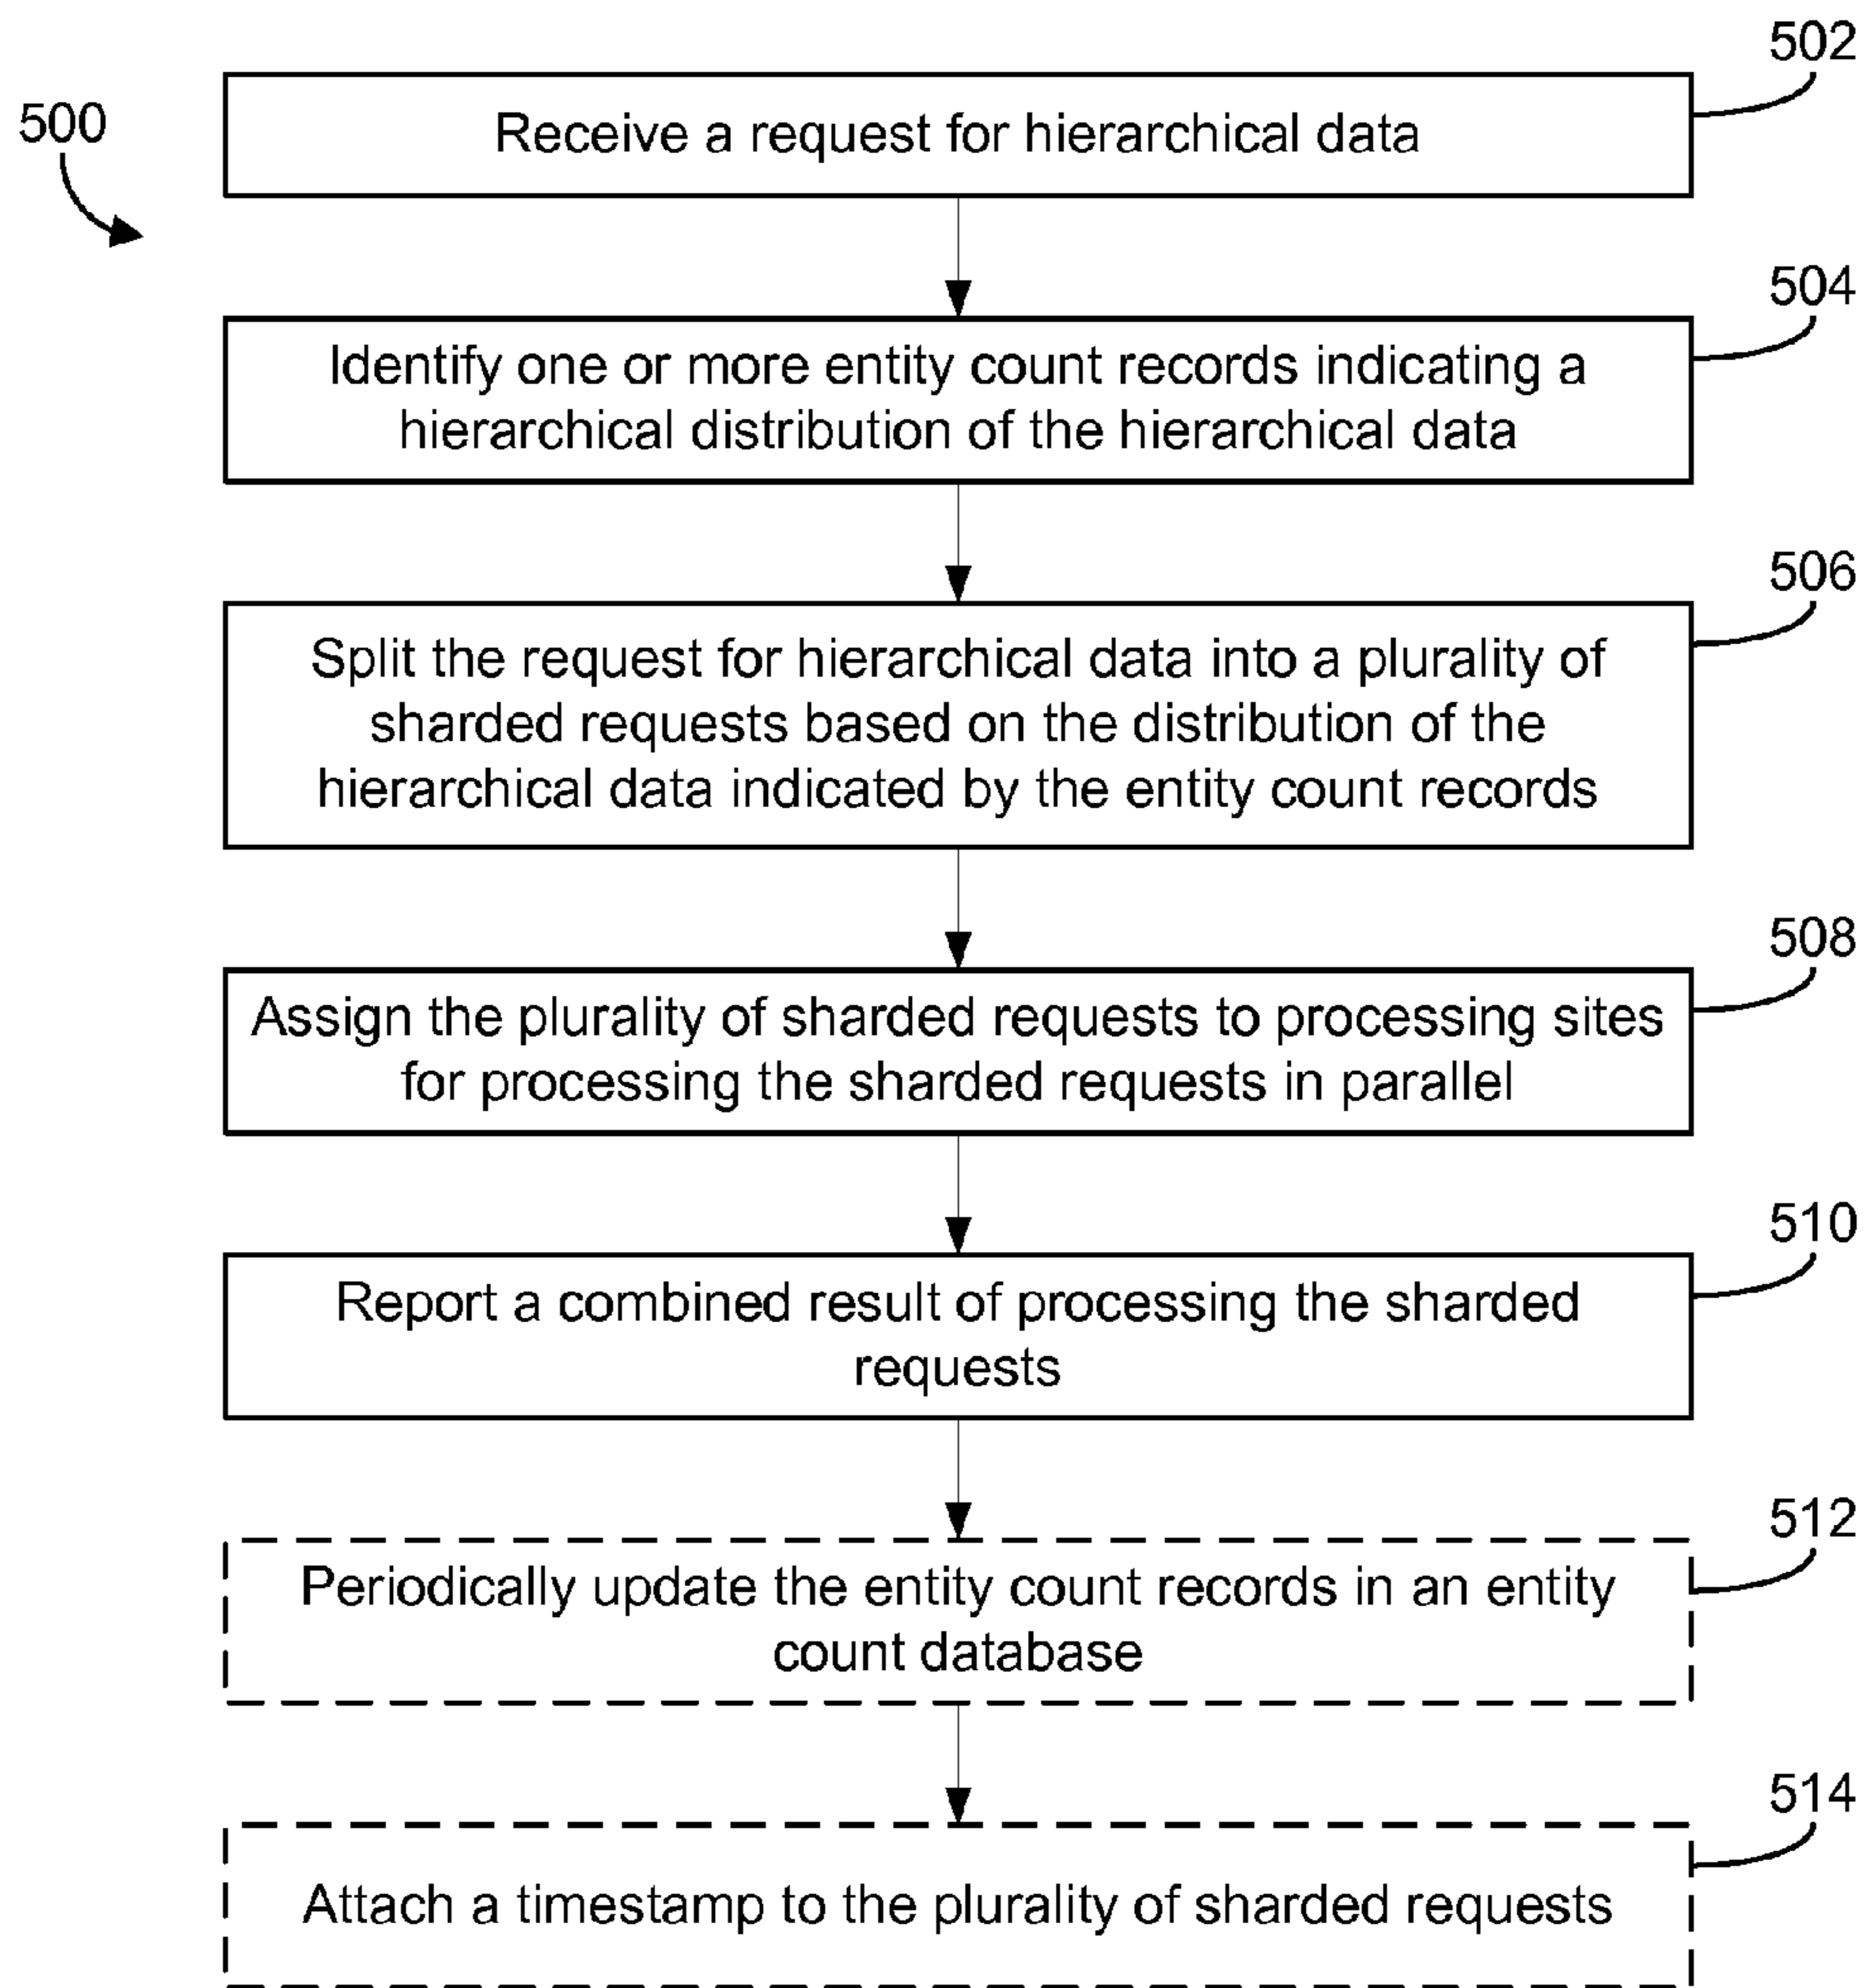 502
500
Receive a request for hierarchical data
504
Identify one or more entity count records indicating a
hierarchical distribution of the hierarchical data
506
Split the request for hierarchical data into a plurality of
sharded requests based on the distribution of the
hierarchical data indicated by the entity count records
508
Assign the plurality of sharded requests to processing sites
for processing the sharded requests in parallel
510
Report a combined result of processing the sharded
requests
512
Periodically update the entity count records in an entity
count database
514
Attach a timestamp to the plurality of sharded requests